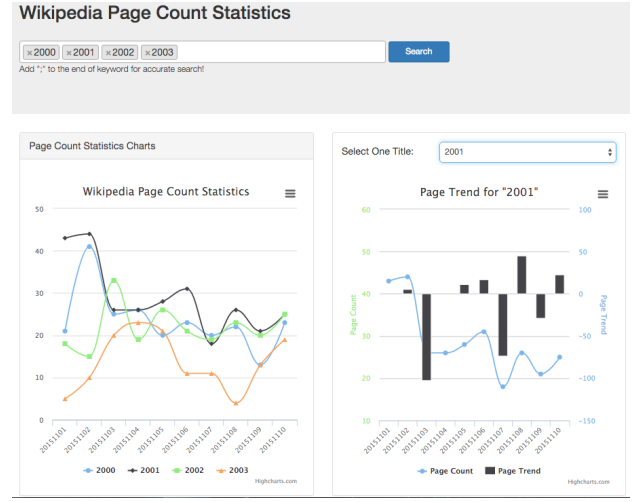 Wikipedia Page Count Statistics
×2000 ×2001 ×2002 ×2003
Search
Add ";" to the end of keyword for accurate search!
Page Count Statistics Charts
Wikipedia Page Count Statistics
50
40
30
20
10
0
20151101 20151102 20151103 20151104 20151105 20151106 20151107 20151108 20151109 20151110
2000 2001 2002 2003
Highcharts.com
Select One Title: 2001
Page Trend for "2001"
60 100
50 50
40 0
30 -50
20 -100
10 -150
Page Count
Page Trend
20151101 20151102 20151103 20151104 20151105 20151106 20151107 20151108 20151109 20151110
Page Count Page Trend
Highcharts.com